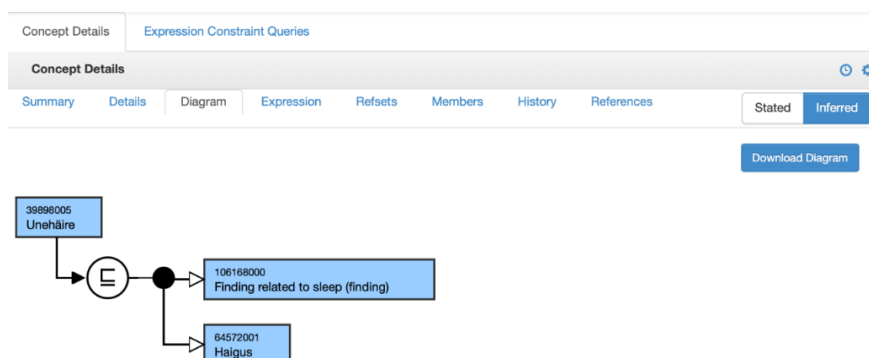 Concept Details Expression Constraint Queries
Concept Details
Summary Details Diagram Expression Refsets Members History References Stated Inferred
Download Diagram
39898005
Unehäire
⊑
106168000
Finding related to sleep (finding)
64572001
Haigus